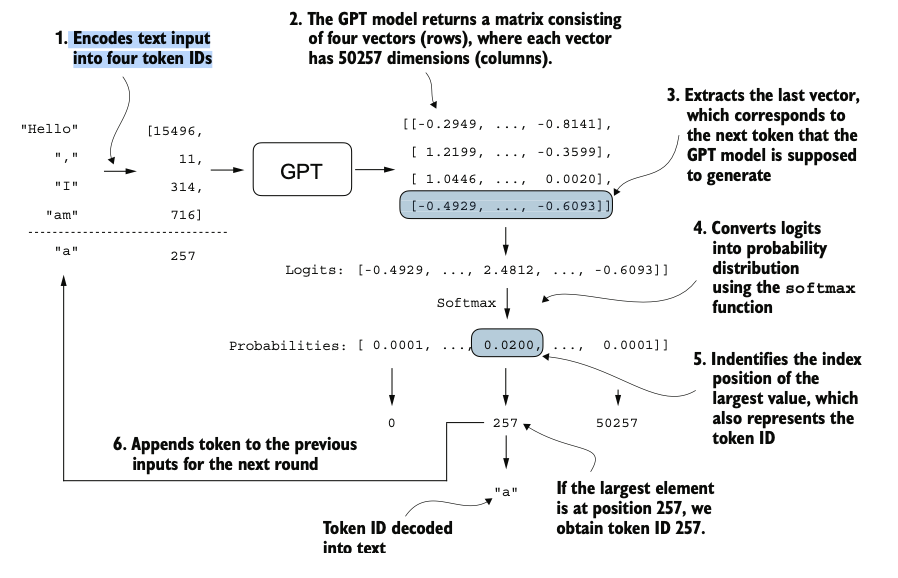 1. Encodes text input
into four token IDs
2. The GPT model returns a matrix consisting
of four vectors (rows), where each vector
has 50257 dimensions (columns).
3. Extracts the last vector,
which corresponds to
the next token that the
GPT model is supposed
to generate
"Hello"
","
"I"
"am"
"a"
[15496,
11,
314,
716]
257
GPT
[[-0.2949, ..., -0.8141],
[ 1.2199, ..., -0.3599],
[ 1.0446, ..., 0.0020],
[-0.4929, ..., -0.6093]]
4. Converts logits
into probability
distribution
using the softmax
function
Logits: [-0.4929, ..., 2.4812, ..., -0.6093]]
Softmax
Probabilities: [ 0.0001, ..., 0.0200, ..., 0.0001]]
5. Indentifies the index
position of the
largest value, which
also represents the
token ID
0
257
50257
6. Appends token to the previous
inputs for the next round
"a"
If the largest element
is at position 257, we
obtain token ID 257.
Token ID decoded
into text